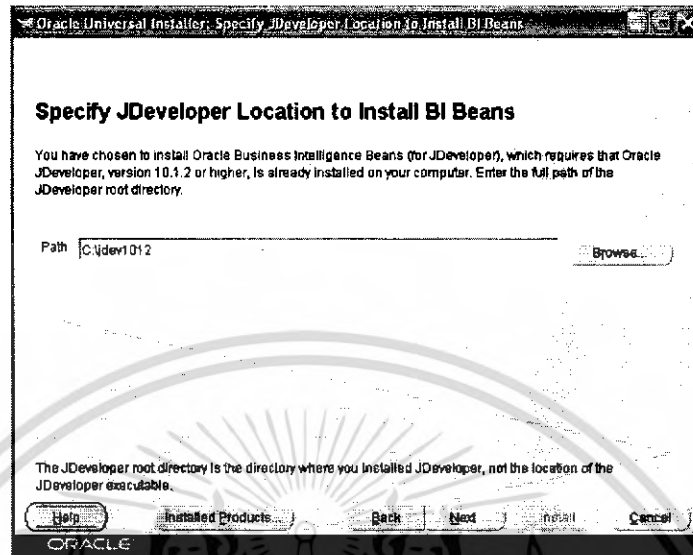 Oracle Universal Installer: Specify JDeveloper Location to Install BI Beans
Specify JDeveloper Location to Install BI Beans
You have chosen to install Oracle Business Intelligence Beans (for JDeveloper), which requires that Oracle
JDeveloper, version 10.1.2 or higher, is already installed on your computer. Enter the full path of the
JDeveloper root directory.
Path C:\jdev1012 Browse...
The JDeveloper root directory is the directory where you installed JDeveloper, not the location of the
JDeveloper executable.
Help Installed Products... Back Next Install Cancel
ORACLE